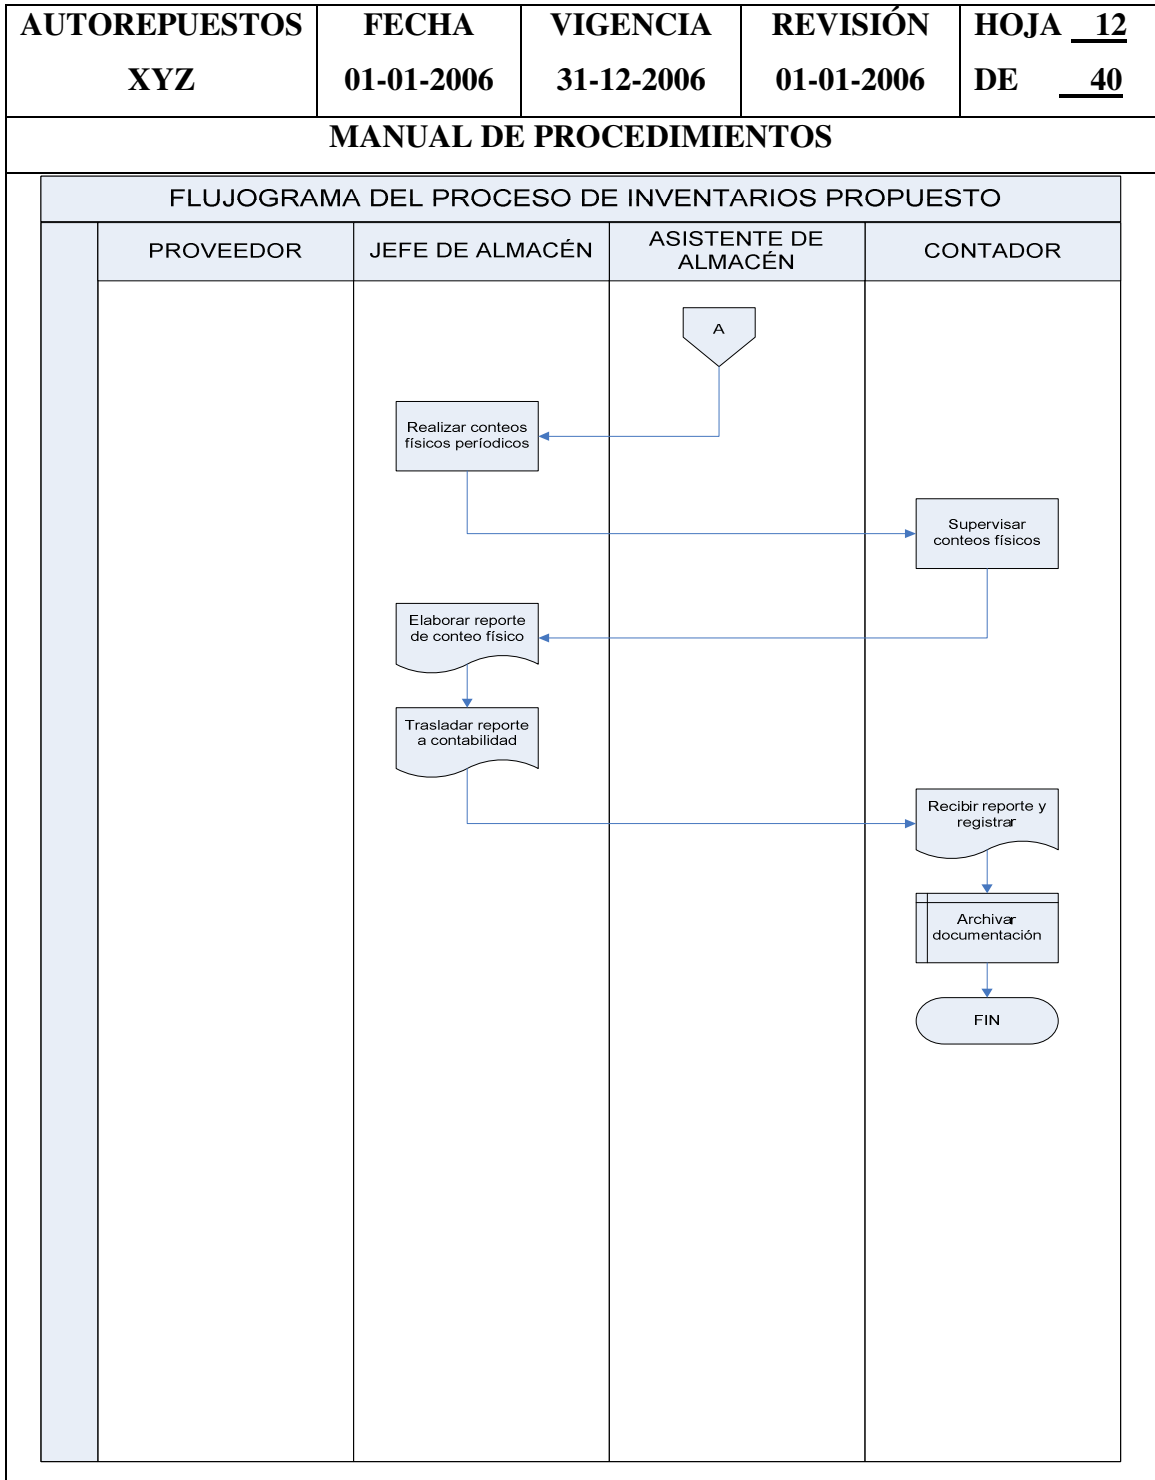 AUTOREPUESTOS
XYZ
FECHA
01-01-2006
VIGENCIA
31-12-2006
REVISIÓN
01-01-2006
HOJA 12
DE 40
MANUAL DE PROCEDIMIENTOS
FLUJOGRAMA DEL PROCESO DE INVENTARIOS PROPUESTO
PROVEEDOR
JEFE DE ALMACÉN
ASISTENTE DE
ALMACÉN
CONTADOR
A
Realizar conteos
físicos períodicos
Supervisar
conteos físicos
Elaborar reporte
de conteo físico
Trasladar reporte
a contabilidad
Recibir reporte y
registrar
Archivar
documentación
FIN